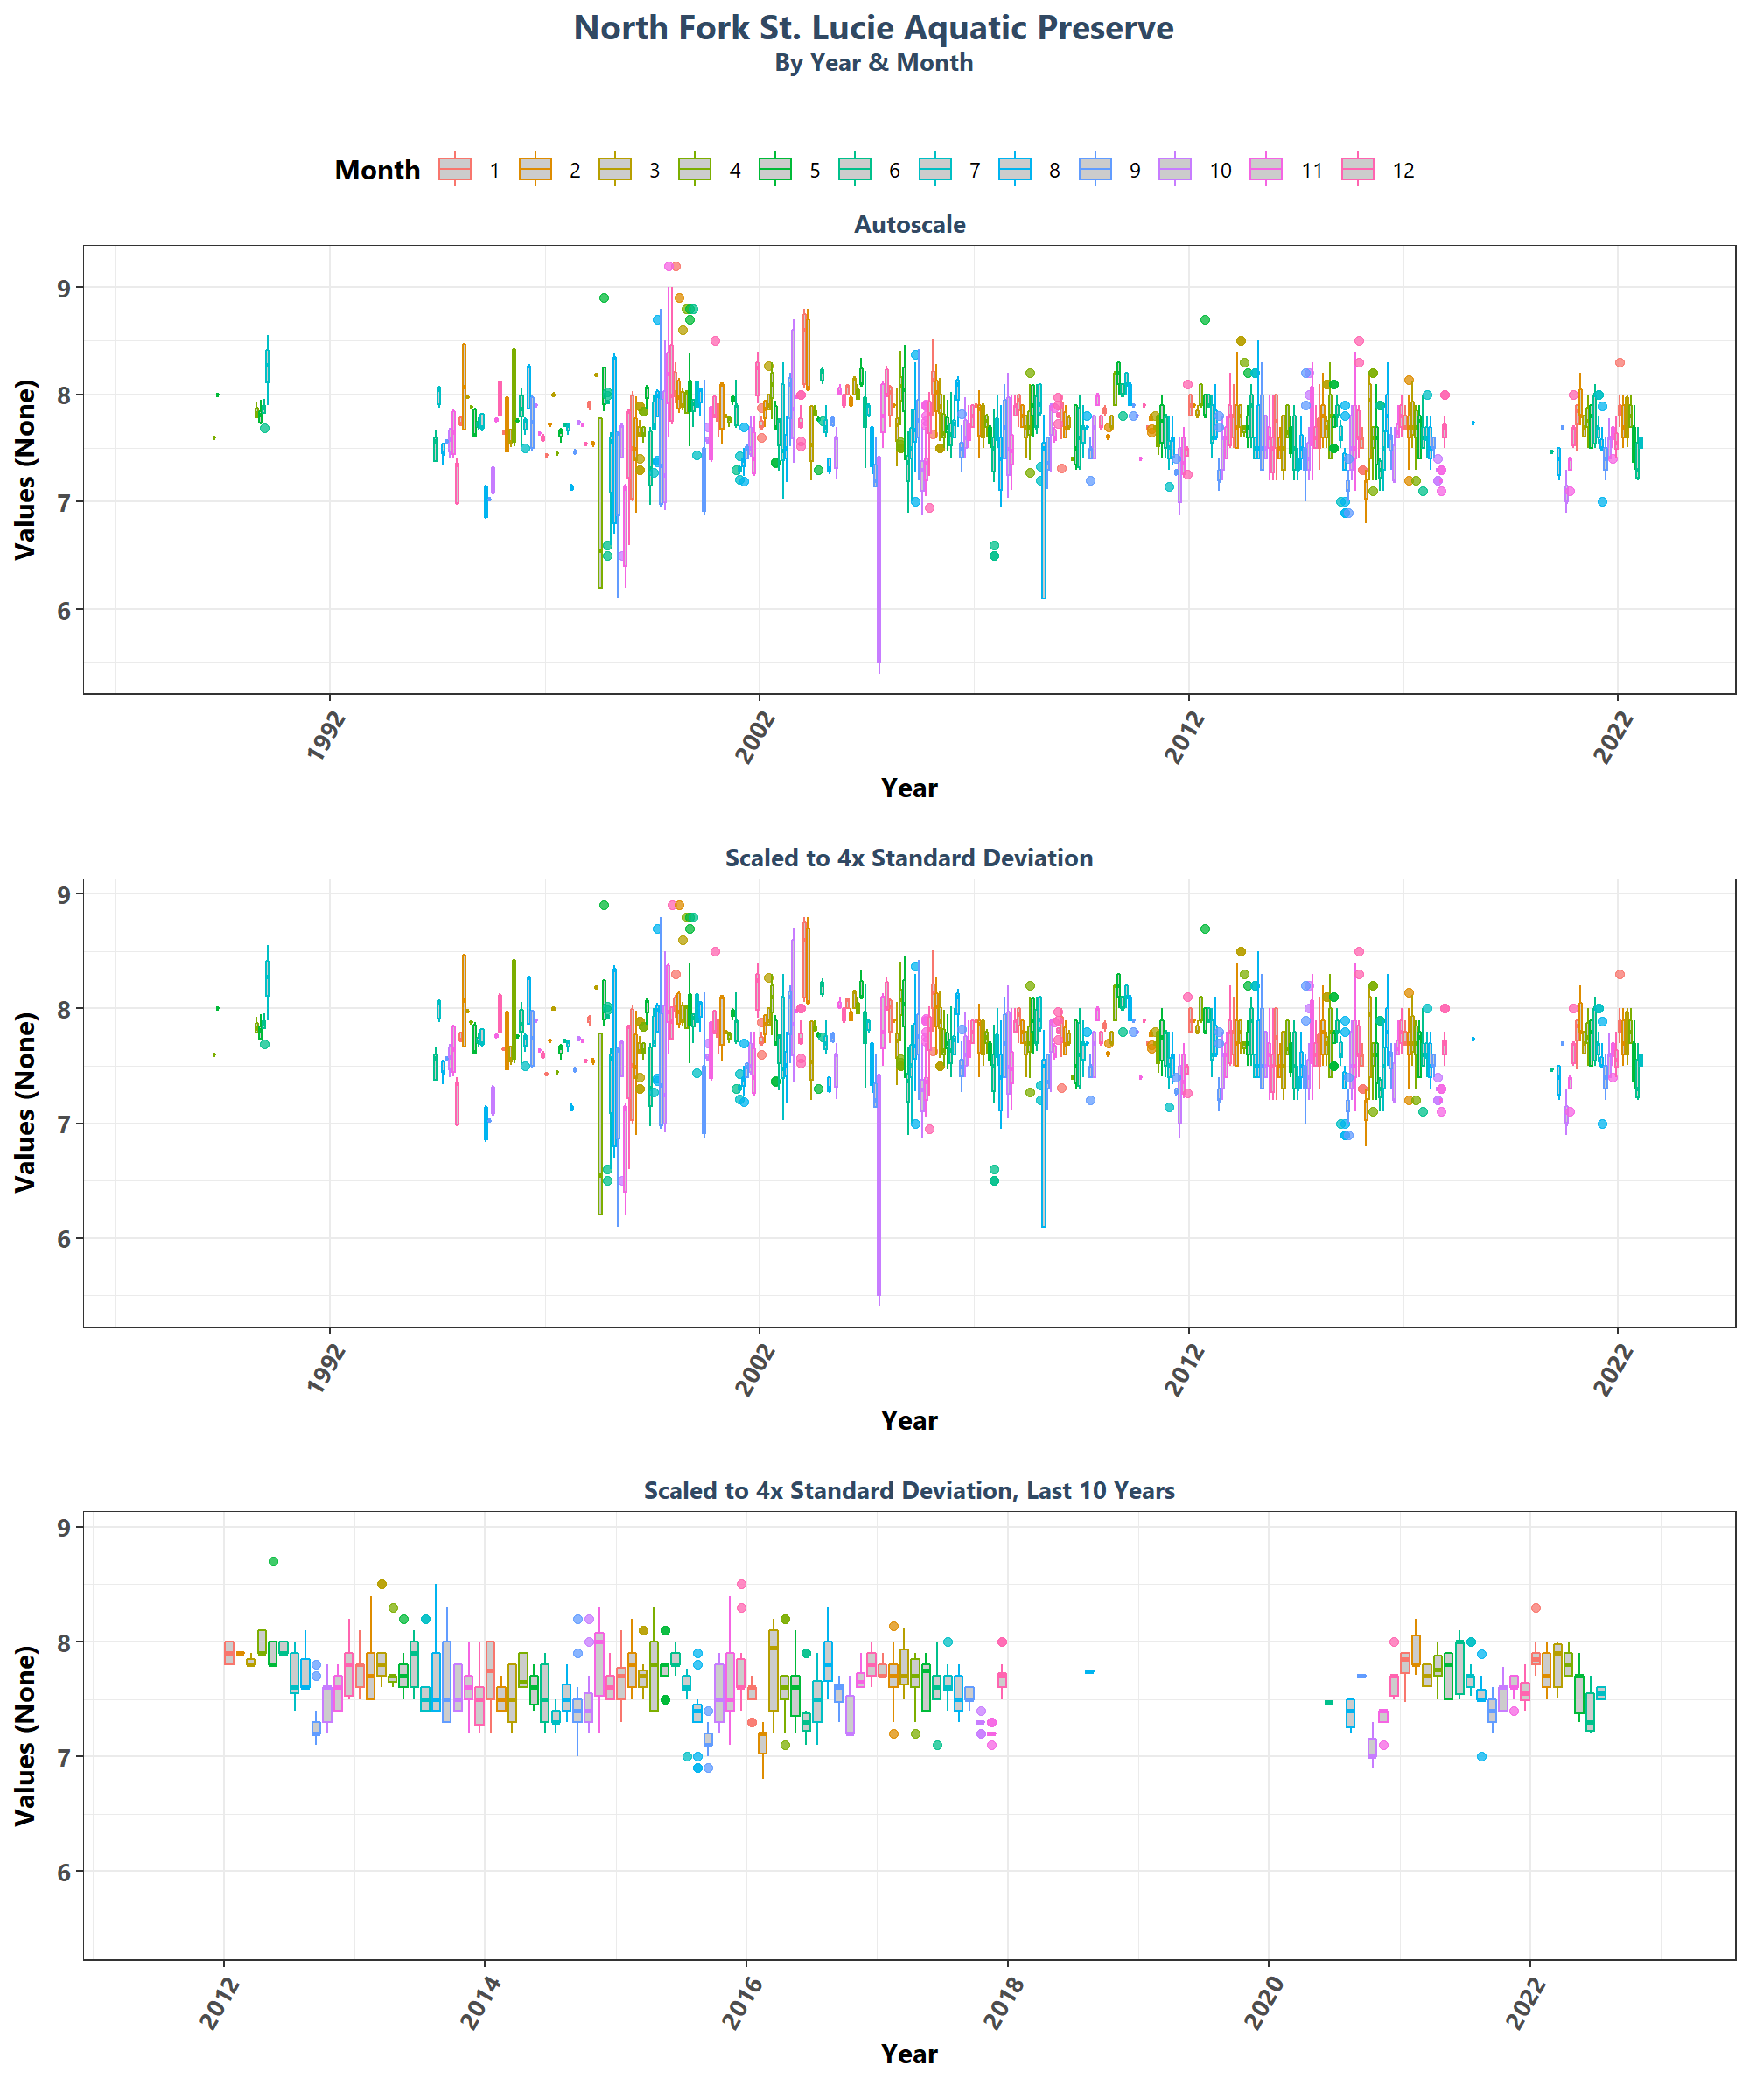 North Fork St. Lucie Aquatic Preserve
By Year & Month
Month 1 2 3 4 5 6 7 8 9 10 11 12
Autoscale
Values (None)
9
8
7
6
1992 2002 2012 2022
Year
Scaled to 4x Standard Deviation
Values (None)
9
8
7
6
1992 2002 2012 2022
Year
Scaled to 4x Standard Deviation, Last 10 Years
Values (None)
9
8
7
6
2012 2014 2016 2018 2020 2022
Year